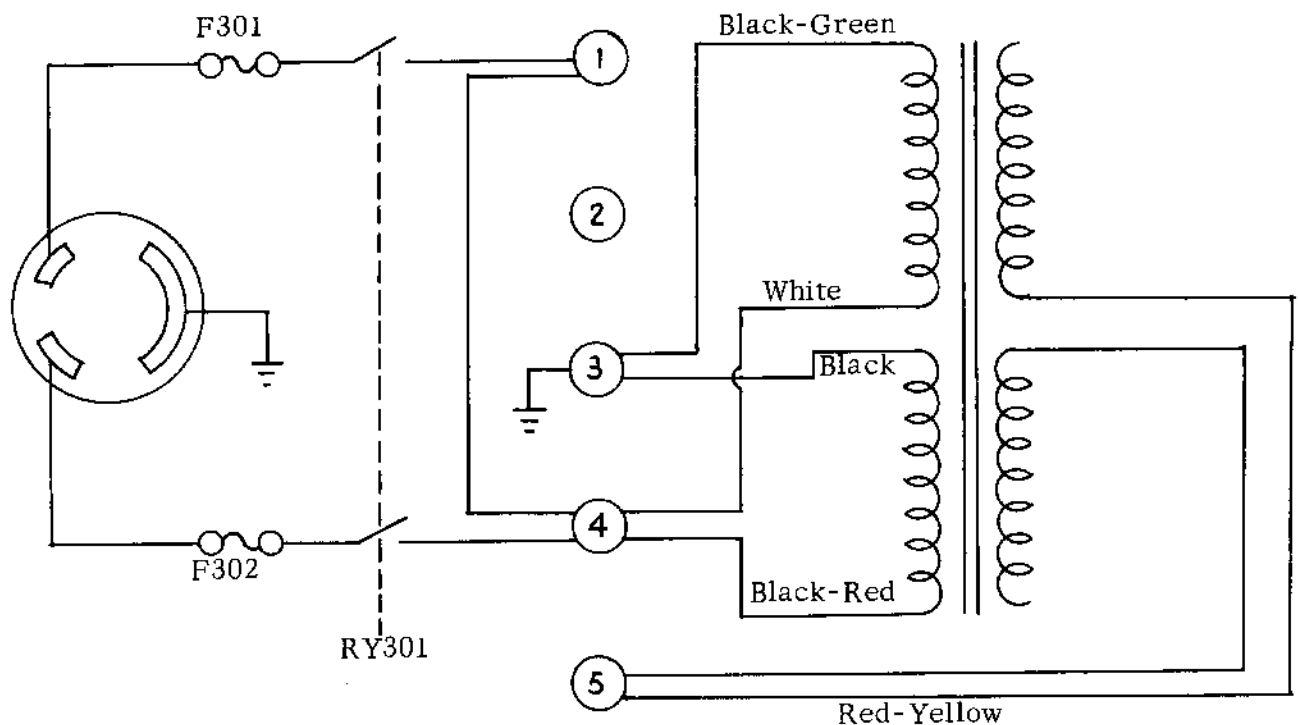 F301
Black-Green
1
2
White
3
Black
4
F302
Black-Red
RY301
5
Red-Yellow